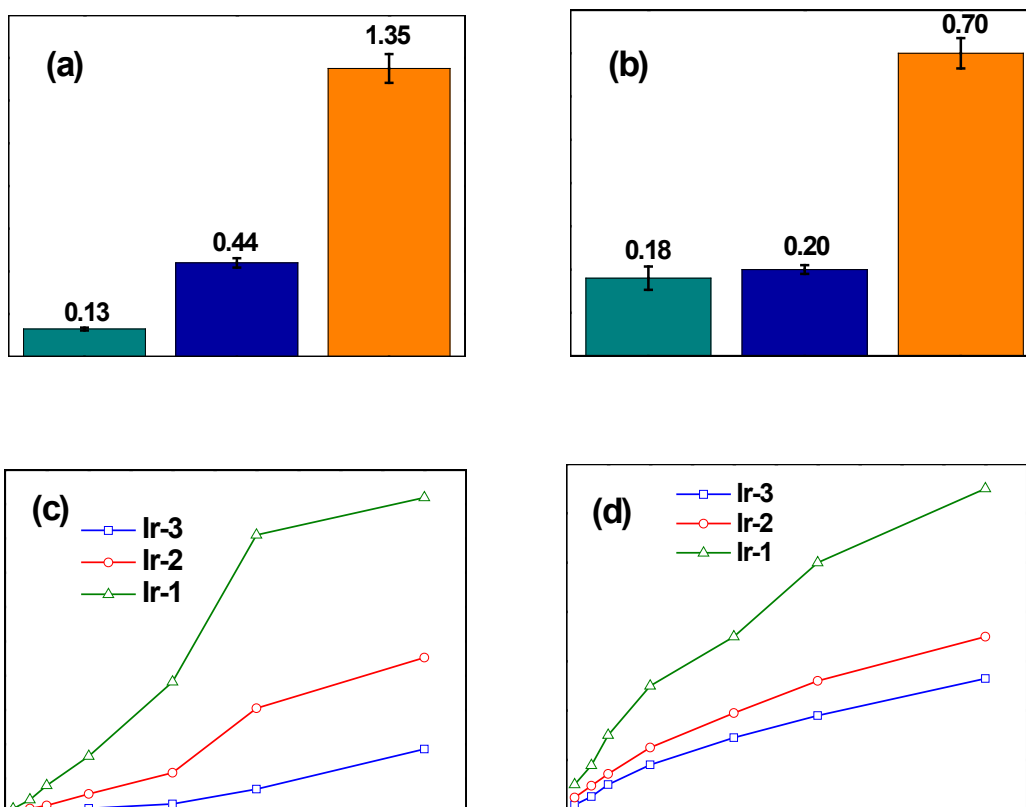 (a)
0.13
0.44
1.35
(b)
0.18
0.20
0.70
(c)
Ir-3
Ir-2
Ir-1
(d)
Ir-3
Ir-2
Ir-1